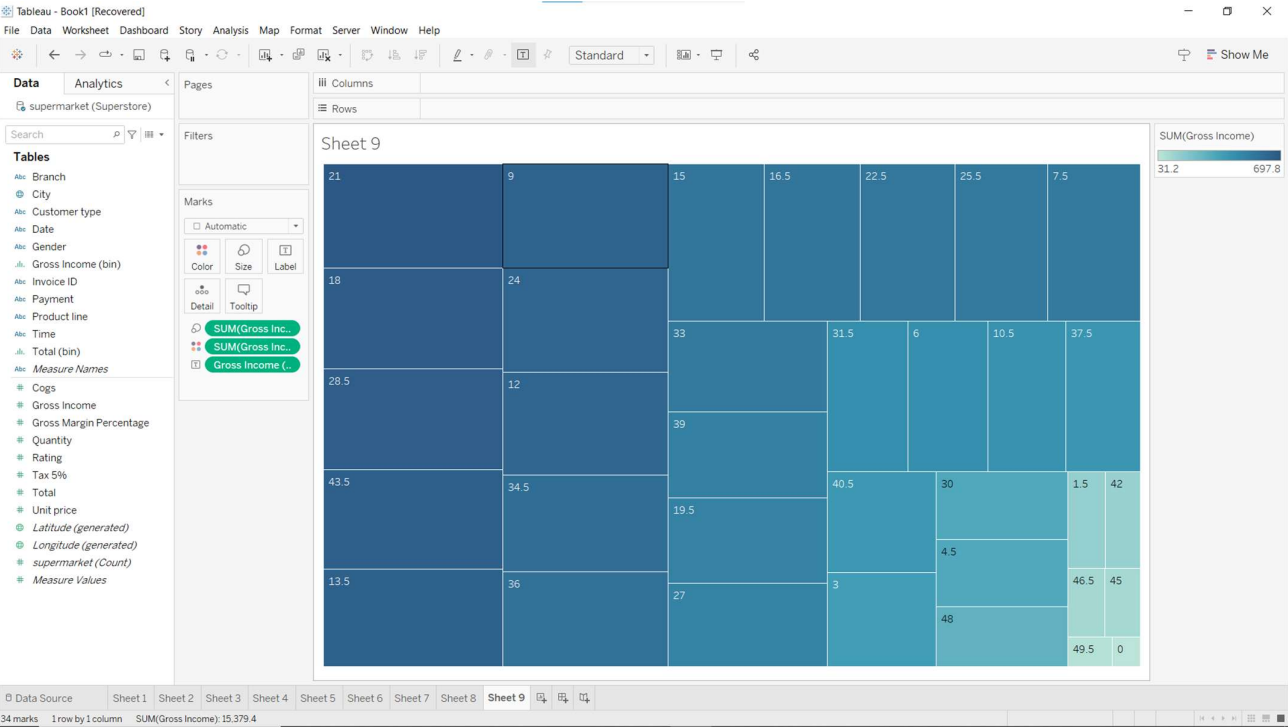 Tableau - Book1 [Recovered]
File Data Worksheet Dashboard Story Analysis Map Format Server Window Help
Standard
Show Me
Data Analytics
supermarket (Superstore)
Search
Tables
Abc Branch
City
Abc Customer type
Abc Date
Abc Gender
Gross Income (bin)
Abc Invoice ID
Abc Payment
Abc Product line
Abc Time
Total (bin)
Abc Measure Names
# Cogs
# Gross Income
# Gross Margin Percentage
# Quantity
# Rating
# Tax 5%
# Total
# Unit price
Latitude (generated)
Longitude (generated)
# supermarket (Count)
# Measure Values
Pages
Filters
Marks
Automatic
Color Size Label
Detail Tooltip
SUM(Gross Inc..
SUM(Gross Inc..
Gross Income (..
Columns
Rows
Sheet 9
21 9 15 16.5 22.5 25.5 7.5
18 24
33 31.5 6 10.5 37.5
28.5 12
39
43.5 34.5 40.5 30 1.5 42
19.5
4.5
13.5 36 3 46.5 45
27
48
49.5 0
SUM(Gross Income)
31.2 697.8
Data Source Sheet 1 Sheet 2 Sheet 3 Sheet 4 Sheet 5 Sheet 6 Sheet 7 Sheet 8 Sheet 9
34 marks 1 row by 1 column SUM(Gross Income): 15,379.4